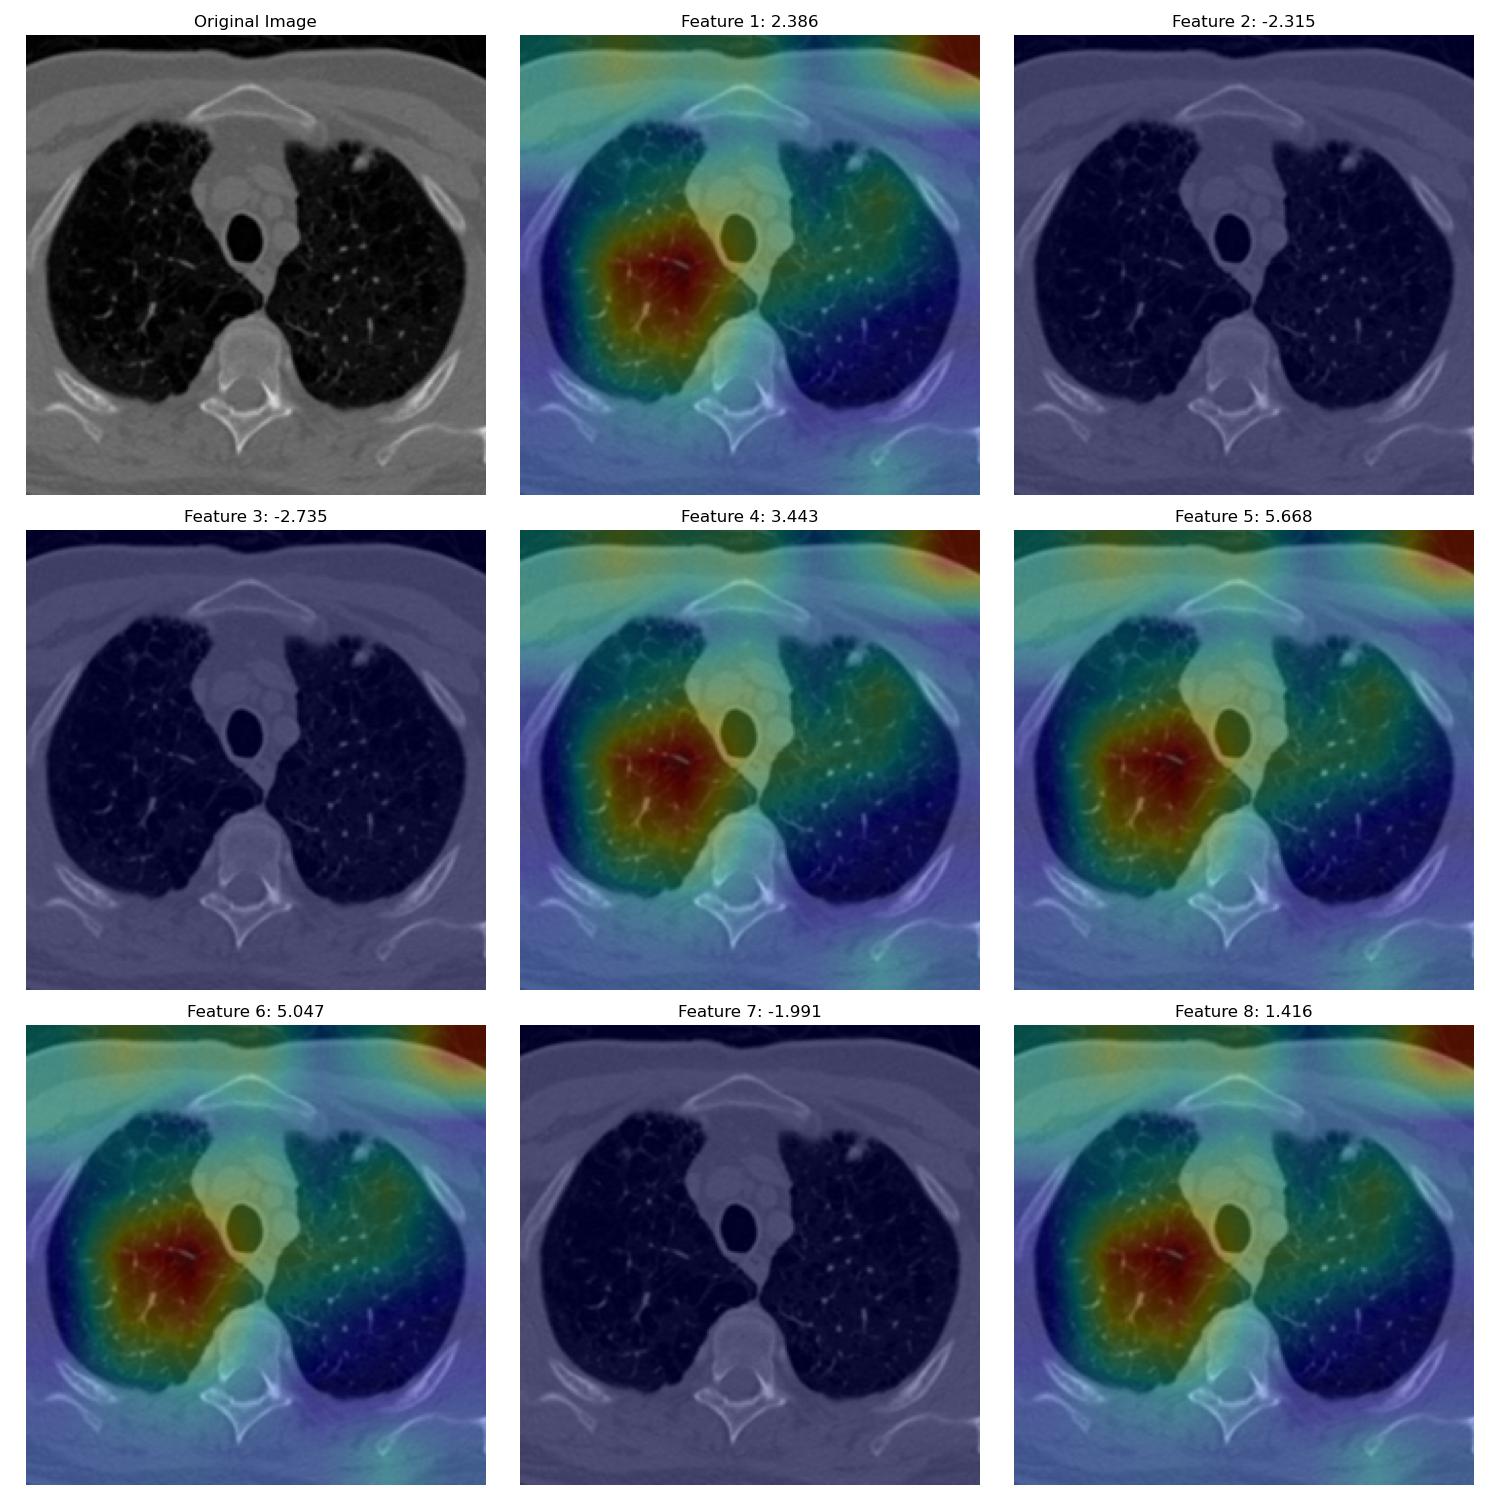 Original Image
Feature 1: 2.386
Feature 2: -2.315
Feature 3: -2.735
Feature 4: 3.443
Feature 5: 5.668
Feature 6: 5.047
Feature 7: -1.991
Feature 8: 1.416